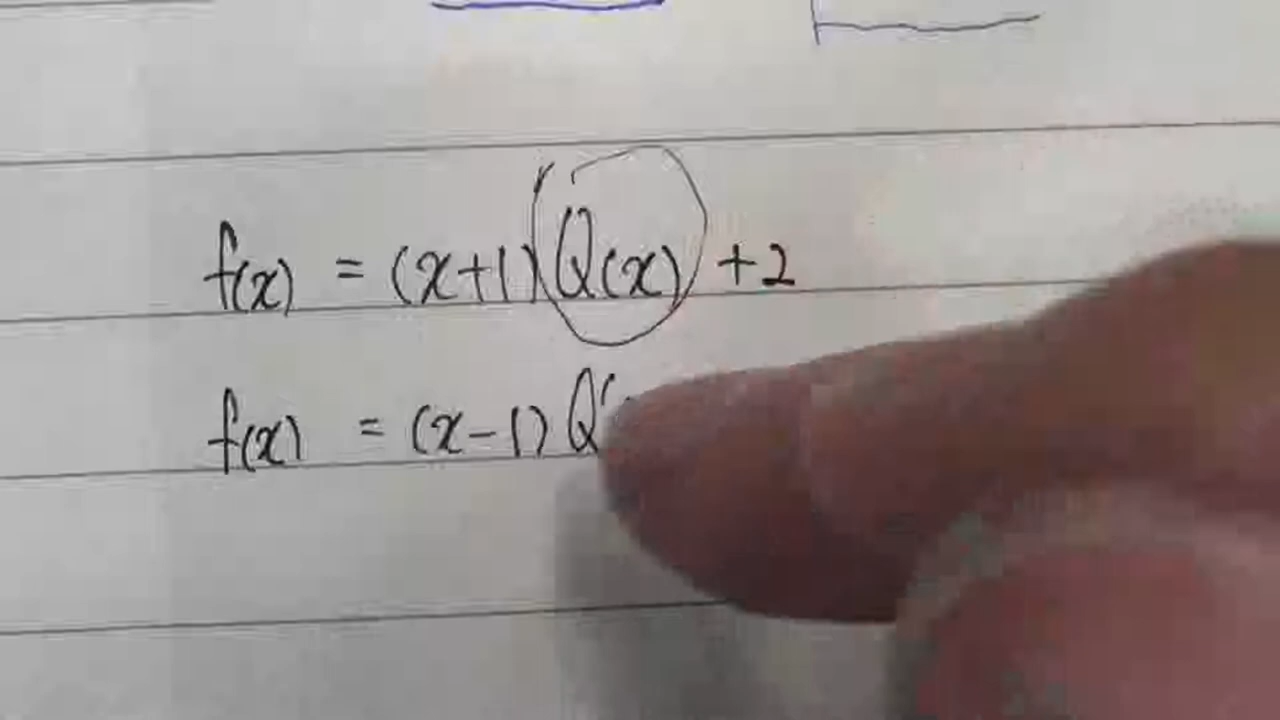 f(x) = (x+1) Q(x) + 2
f(x) = (x-1) Q'